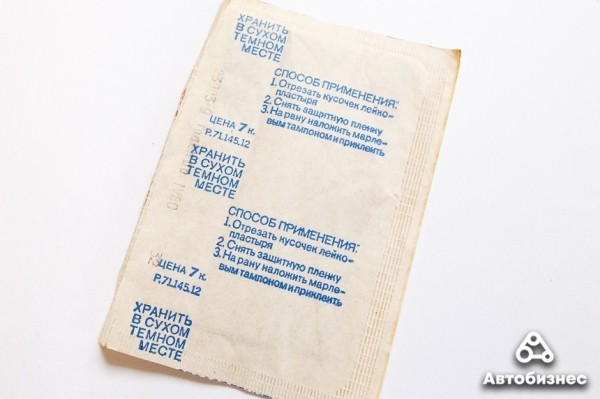 ХРАНИТЬ
В СУХОМ
ТЕМНОМ
МЕСТЕ
СПОСОБ ПРИМЕНЕНИЯ:
1. Отрезать кусочек лейко-
пластыря
2. Снять защитную пленку
3. На рану наложить марле-
вым тампоном и приклеить
ЦЕНА 7 к.
Р.71.145.12
ХРАНИТЬ
В СУХОМ
ТЕМНОМ
МЕСТЕ
СПОСОБ ПРИМЕНЕНИЯ:
1. Отрезать кусочек лейко-
пластыря
2. Снять защитную пленку
3. На рану наложить марле-
вым тампоном и приклеить
ЦЕНА 7 к.
Р.71.145.12
ХРАНИТЬ
В СУХОМ
ТЕМНОМ
МЕСТЕ
Автобизнес